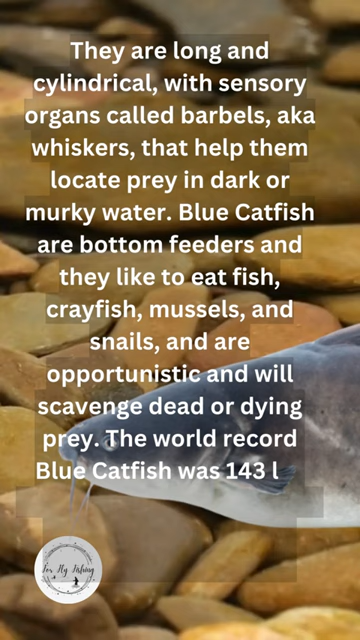 They are long and
cylindrical, with sensory
organs called barbels, aka
whiskers, that help them
locate prey in dark or
murky water. Blue Catfish
are bottom feeders and
they like to eat fish,
crayfish, mussels, and
snails, and are
opportunistic and will
scavenge dead or dying
prey. The world record
Blue Catfish was 143 l
Fly Fishing